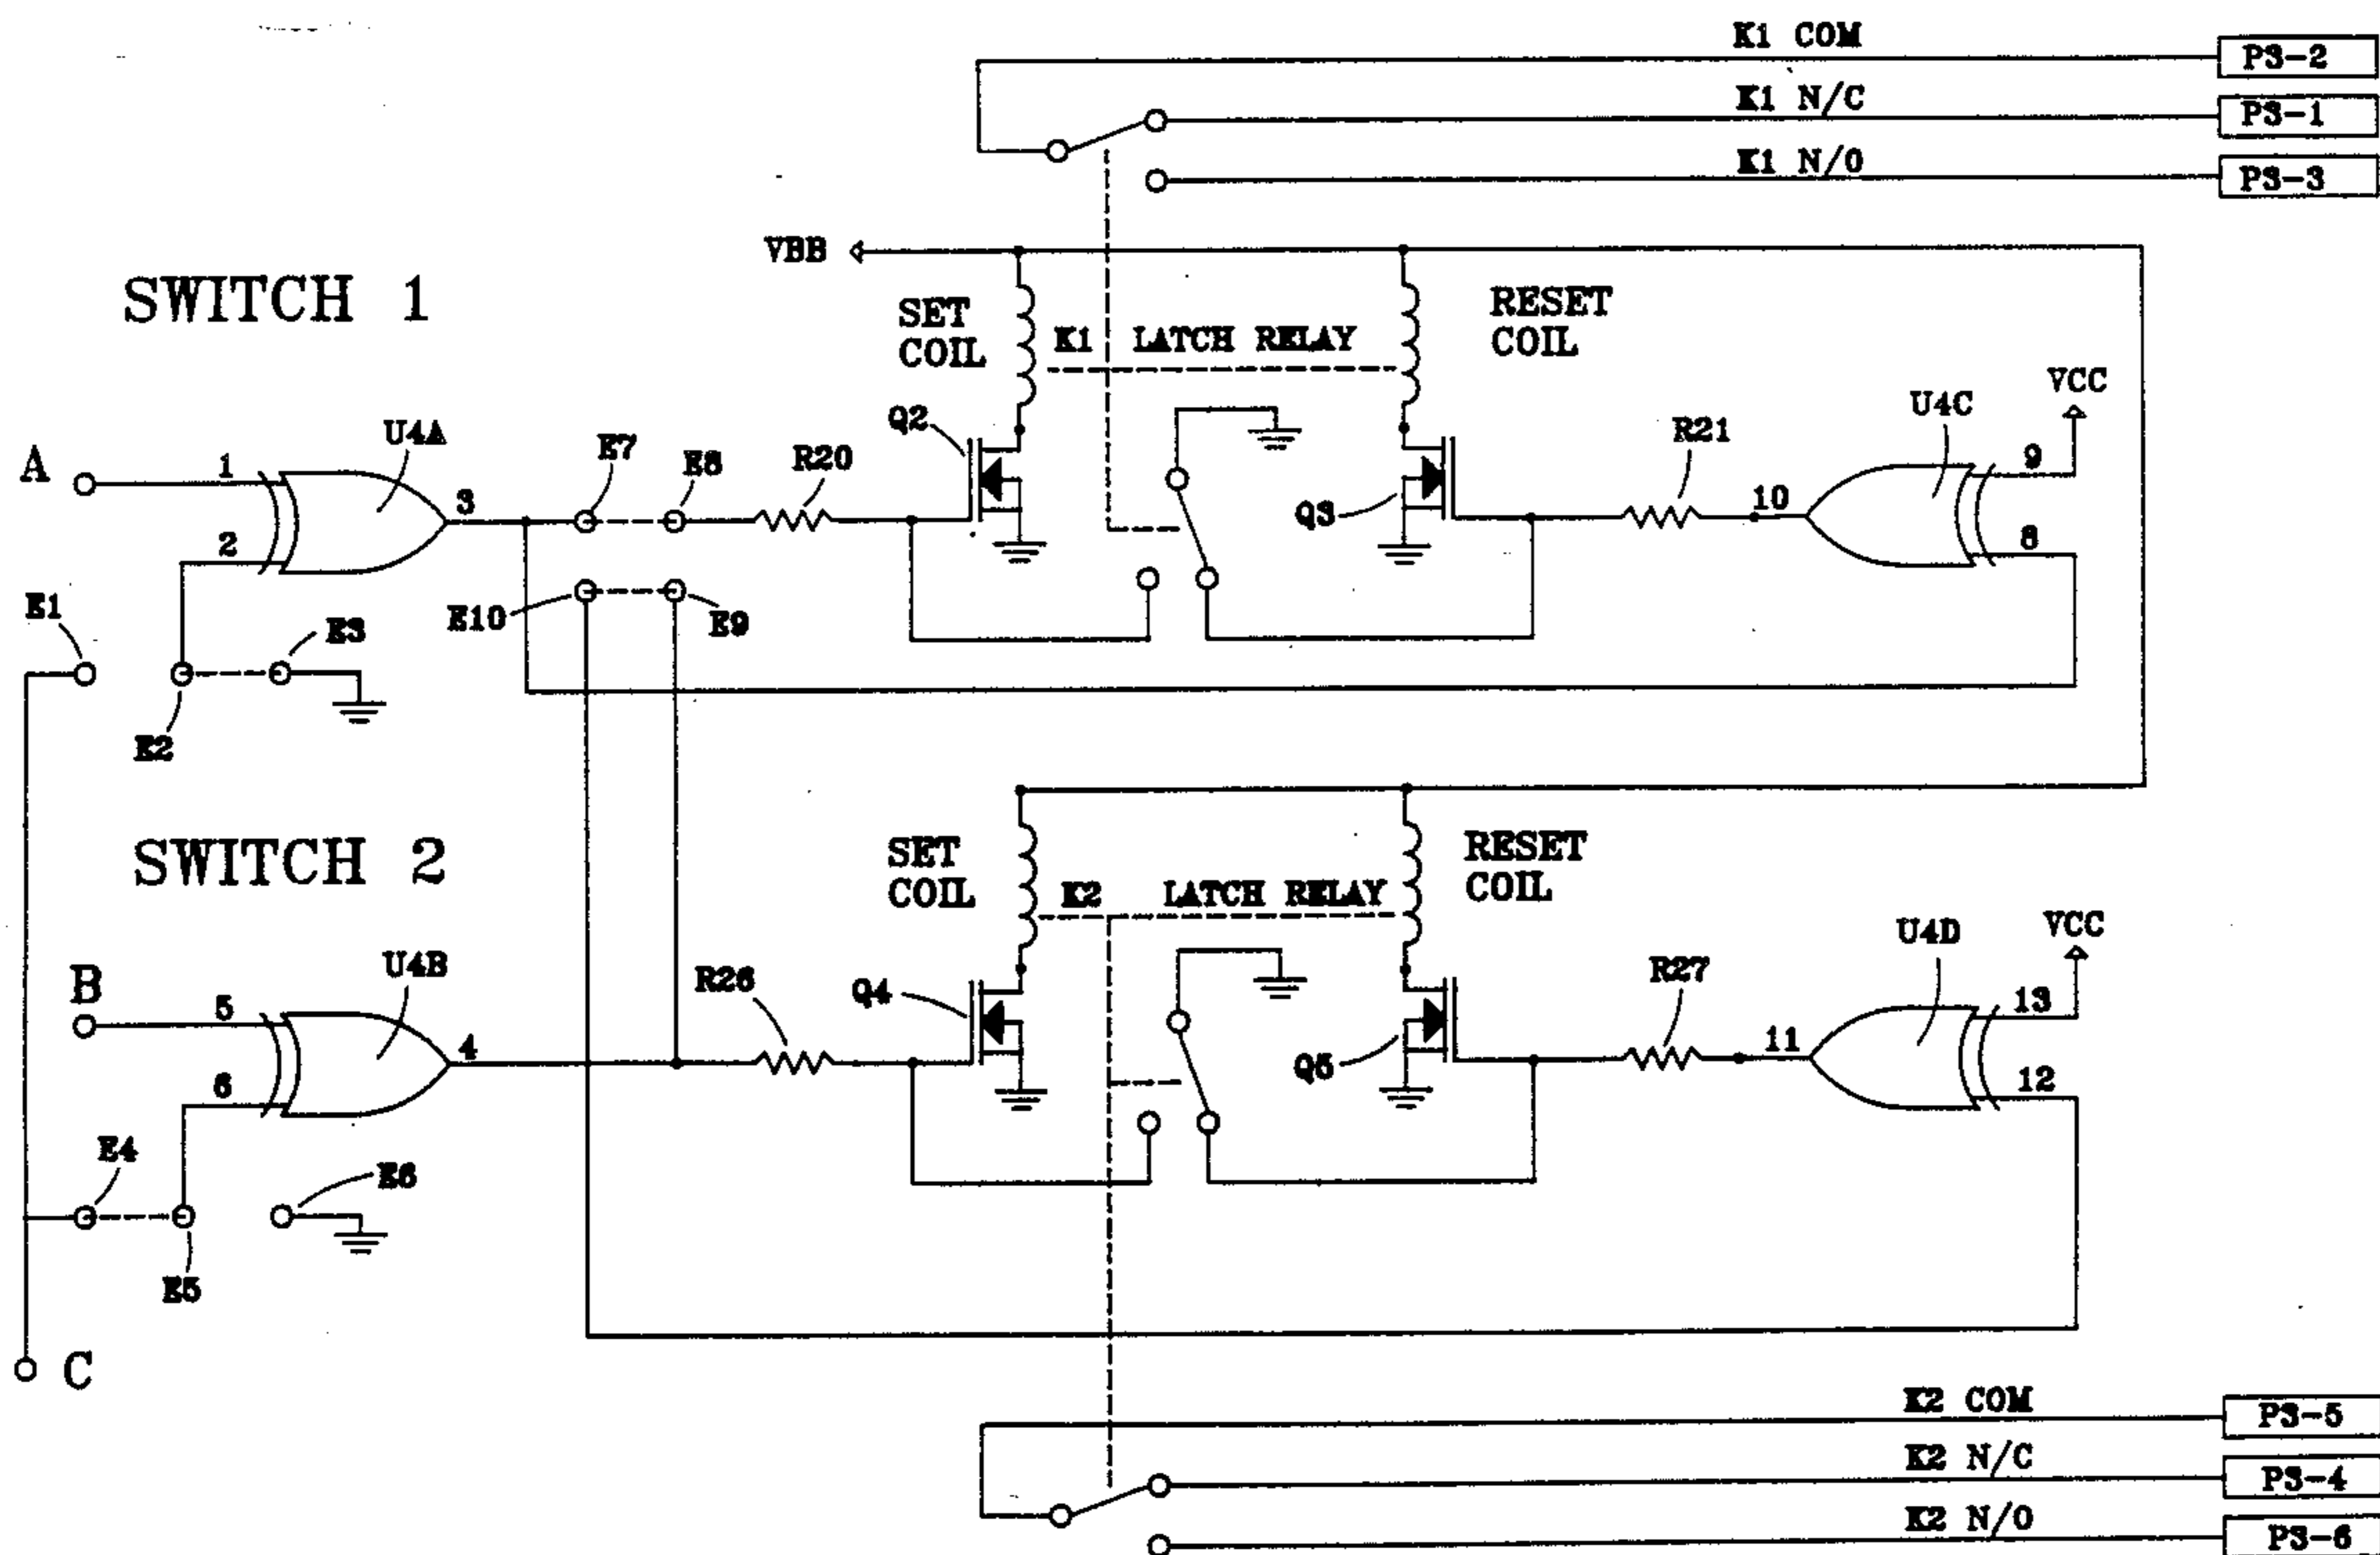 K1 COM
P3-2
K1 N/C
P3-1
K1 N/O
P3-3
VBB
SWITCH 1
SET
COIL
K1
LATCH RELAY
RESET
COIL
VCC
A
1
U4A
3
2
E7
E8
R20
Q2
Q3
R21
10
U4C
9
8
E1
E3
E2
E10
E9
SWITCH 2
SET
COIL
K2
LATCH RELAY
RESET
COIL
VCC
B
5
U4B
4
6
R26
Q4
Q5
R27
11
U4D
13
12
E4
E6
E5
C
K2 COM
P3-5
K2 N/C
P3-4
K2 N/O
P3-6